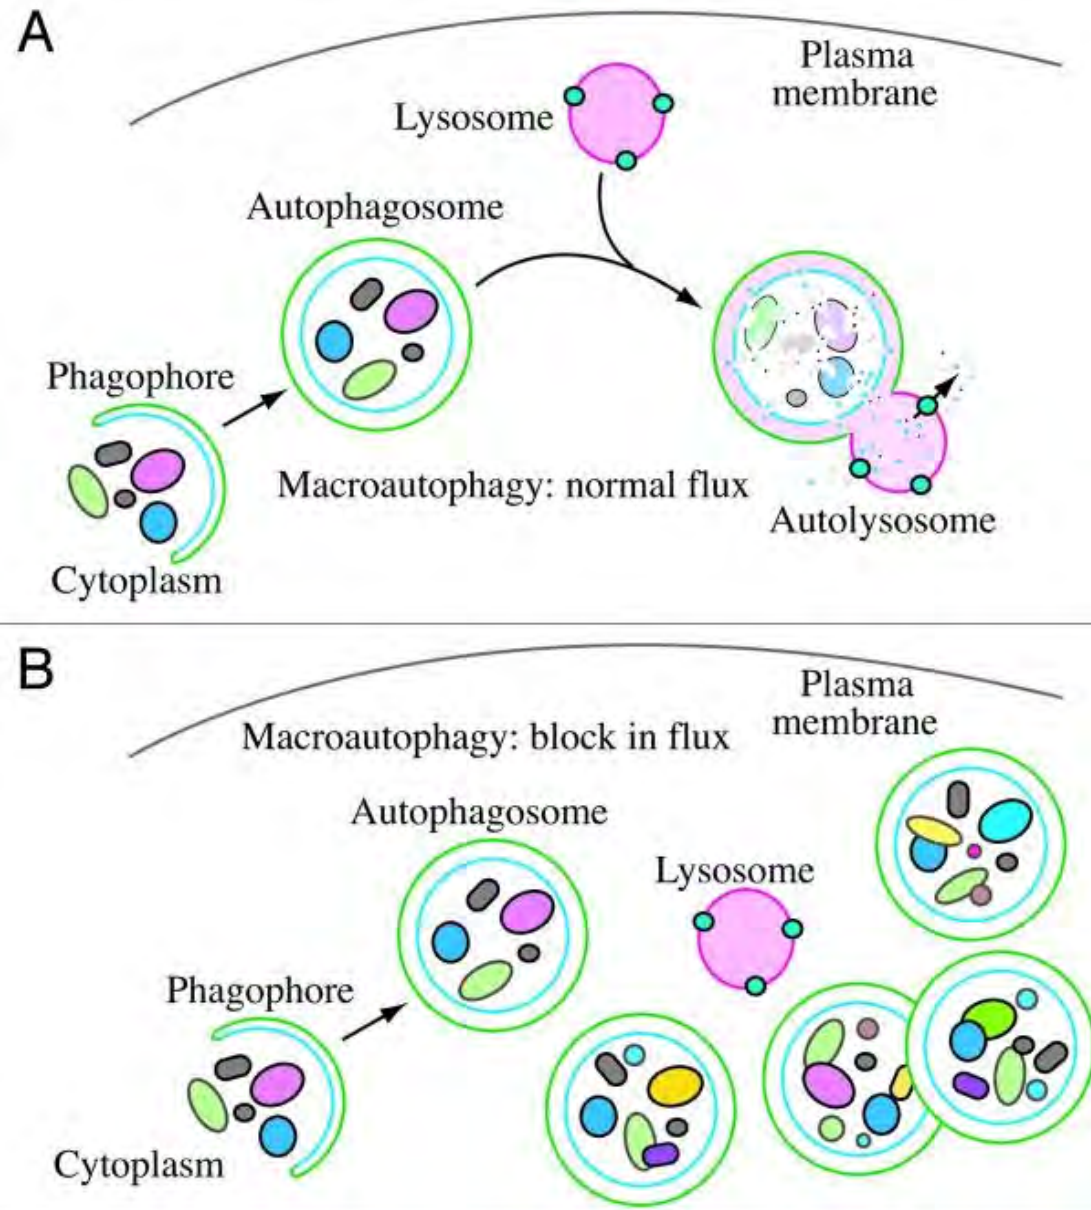 A
Plasma
membrane
Lysosome
Autophagosome
Phagophore
Macroautophagy: normal flux
Autolysosome
Cytoplasm
B
Plasma
membrane
Macroautophagy: block in flux
Autophagosome
Lysosome
Phagophore
Cytoplasm